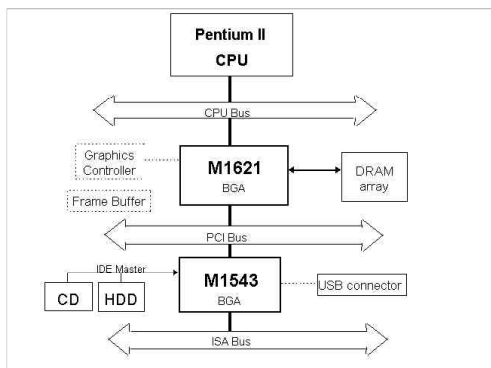 Pentium II
CPU
CPU Bus
Graphics
Controller
M1621
BGA
DRAM
array
Frame Buffer
PCI Bus
IDE Master
M1543
BGA
USB connector
CD
HDD
ISA Bus